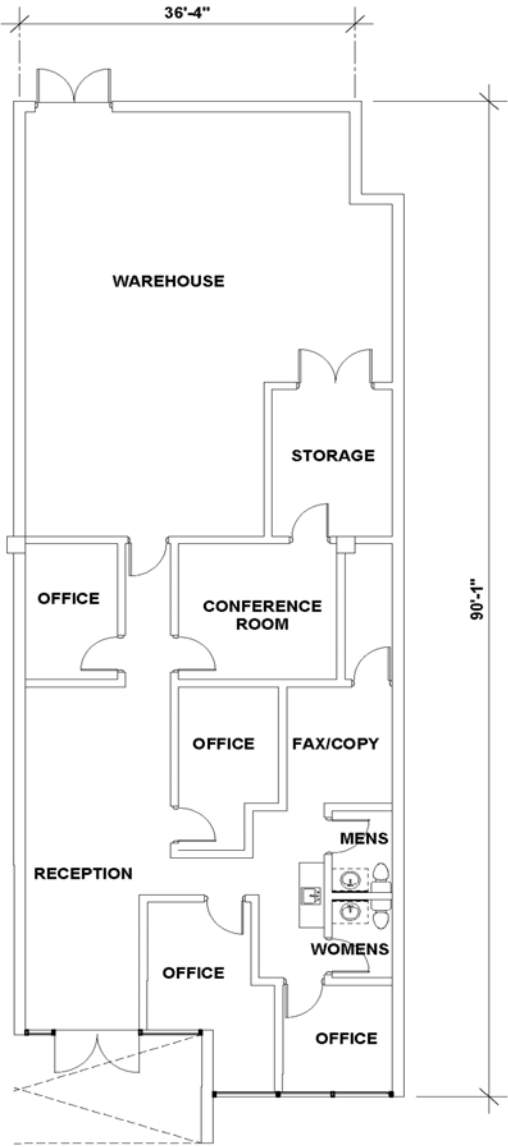 36'-4"
WAREHOUSE
STORAGE
OFFICE
CONFERENCE
ROOM
90'-1"
OFFICE
FAX/COPY
MENS
RECEPTION
WOMENS
OFFICE
OFFICE